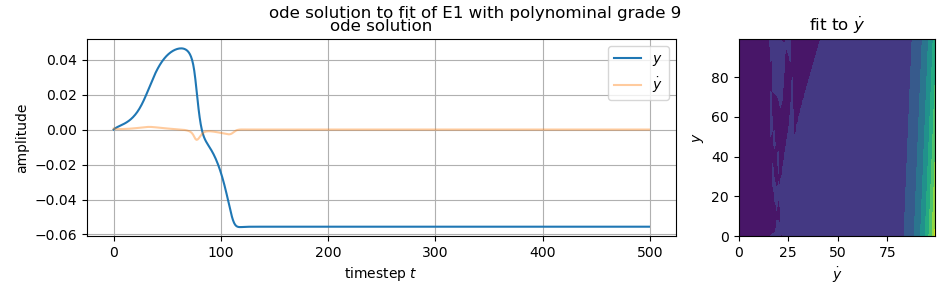 ode solution to fit of E1 with polynominal grade 9
ode solution
amplitude
0.04
0.02
0.00
−0.02
−0.04
−0.06
0
100
200
300
400
500
timestep t
y
ẏ
fit to ẏ
y
80
60
40
20
0
0
25
50
75
ẏ